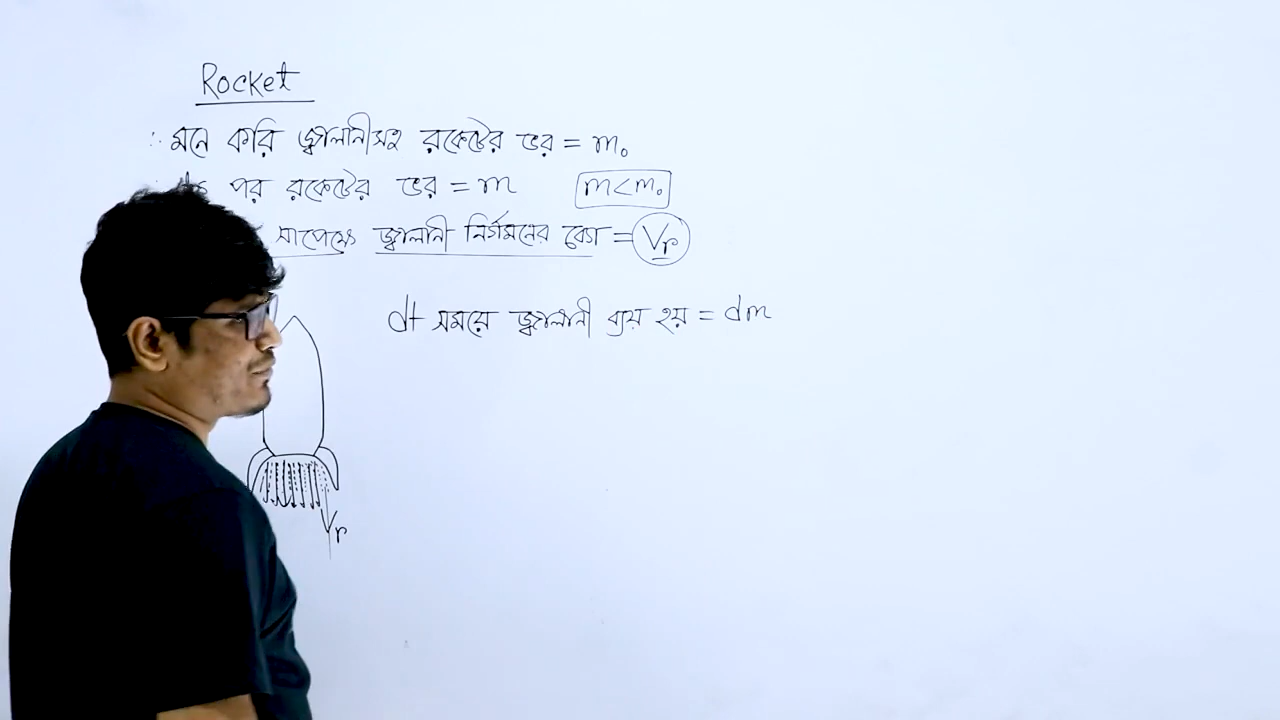 Rocket
∴ মনে করি জ্বালানীসহ রকেটের ভর = m₀
পর রকেটের ভর = m m<m₀
সাপেক্ষে জ্বালানী নির্গমনের বেগ = Vr
dt সময়ে জ্বালানী ব্যয় হয় = dm
Vr